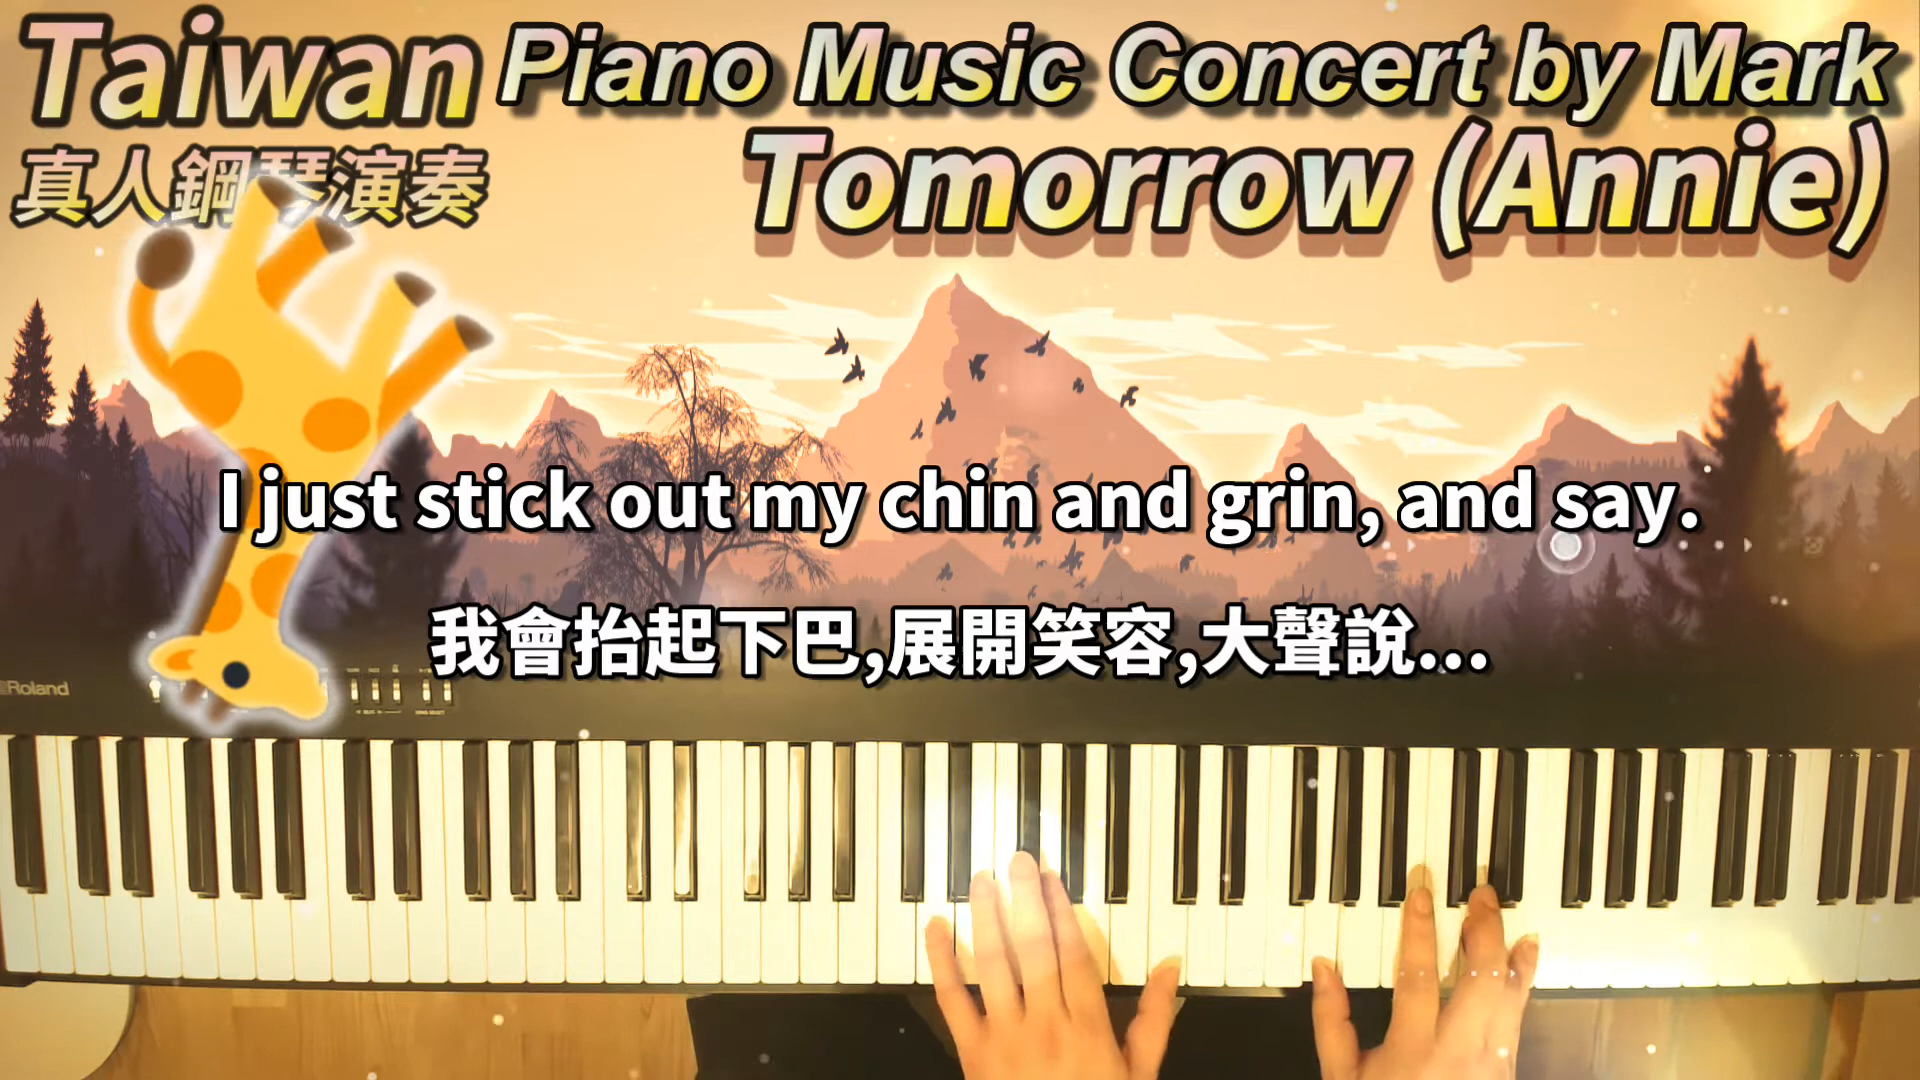 Taiwan Piano Music Concert by Mark
真人鋼琴演奏
Tomorrow (Annie)
I just stick out my chin and grin, and say.
我會抬起下巴,展開笑容,大聲說...
Roland